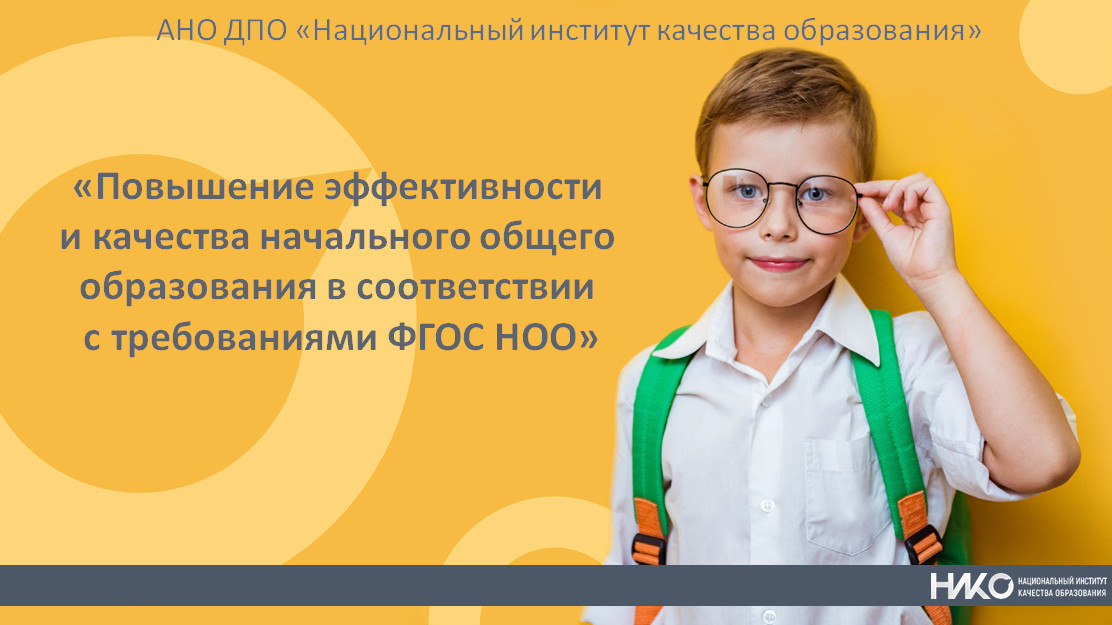 АНО ДПО «Национальный институт качества образования»
«Повышение эффективности
и качества начального общего
образования в соответствии
с требованиями ФГОС НОО»
НИКО
НАЦИОНАЛЬНЫЙ ИНСТИТУТ
КАЧЕСТВА ОБРАЗОВАНИЯ